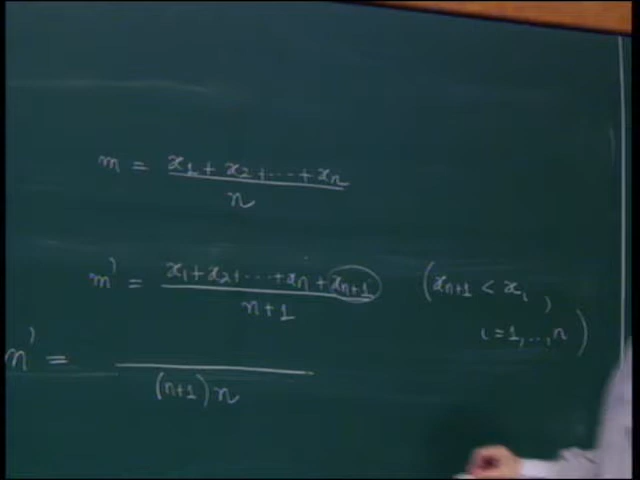 m = x1 + x2 + ... + xn / n
m' = x1 + x2 + ... + xn + xn+1 / n+1 (xn+1 < xi,
i = 1, ..., n)
m' = / (n+1) n